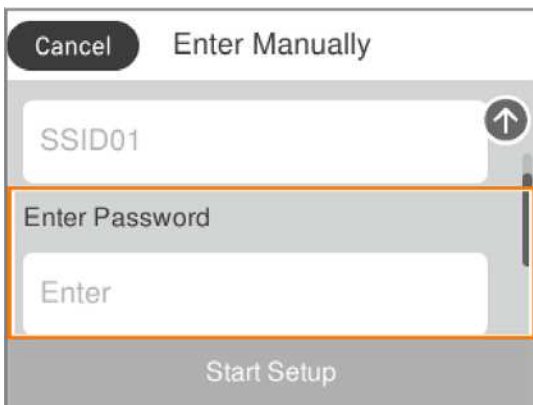 Cancel Enter Manually
SSID01
Enter Password
Enter
Start Setup